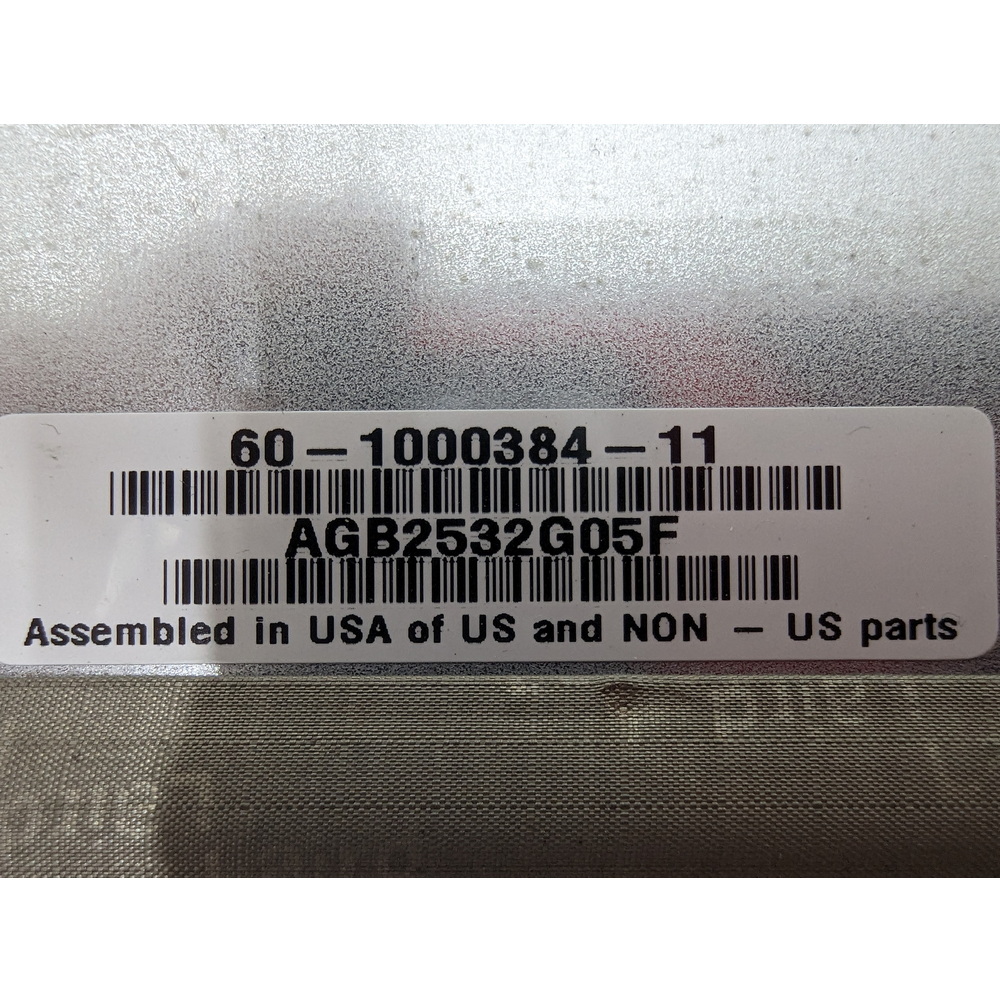 60-1000384-11
AGB2532G05F
Assembled in USA of US and NON - US parts